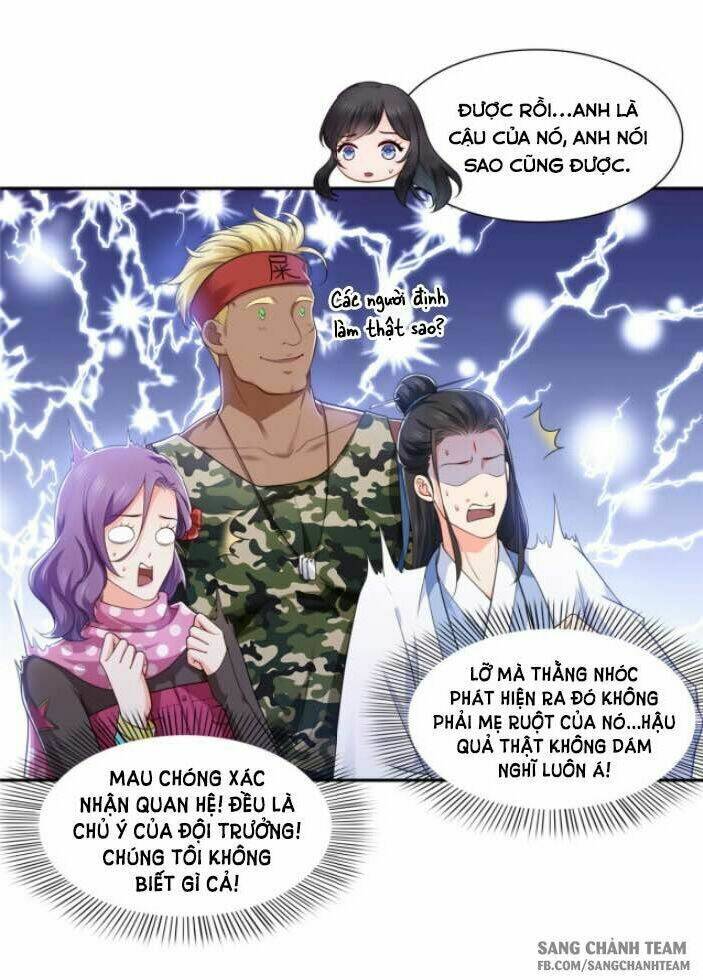 ĐƯỢC RỒI...ANH LÀ
CẬU CỦA NÓ, ANH NÓI
SAO CŨNG ĐƯỢC.
屎
Các người định
làm thật sao?
LỠ MÀ THẰNG NHÓC
PHÁT HIỆN RA ĐÓ KHÔNG
PHẢI MẸ RUỘT CỦA NÓ...HẬU
QUẢ THẬT KHÔNG DÁM
NGHĨ LUÔN Á!
MAU CHÓNG XÁC
NHẬN QUAN HỆ! ĐỀU LÀ
CHỦ Ý CỦA ĐỘI TRƯỞNG!
CHÚNG TÔI KHÔNG
BIẾT GÌ CẢ!
SANG CHẢNH TEAM
FB.COM/SANGCHANHTEAM